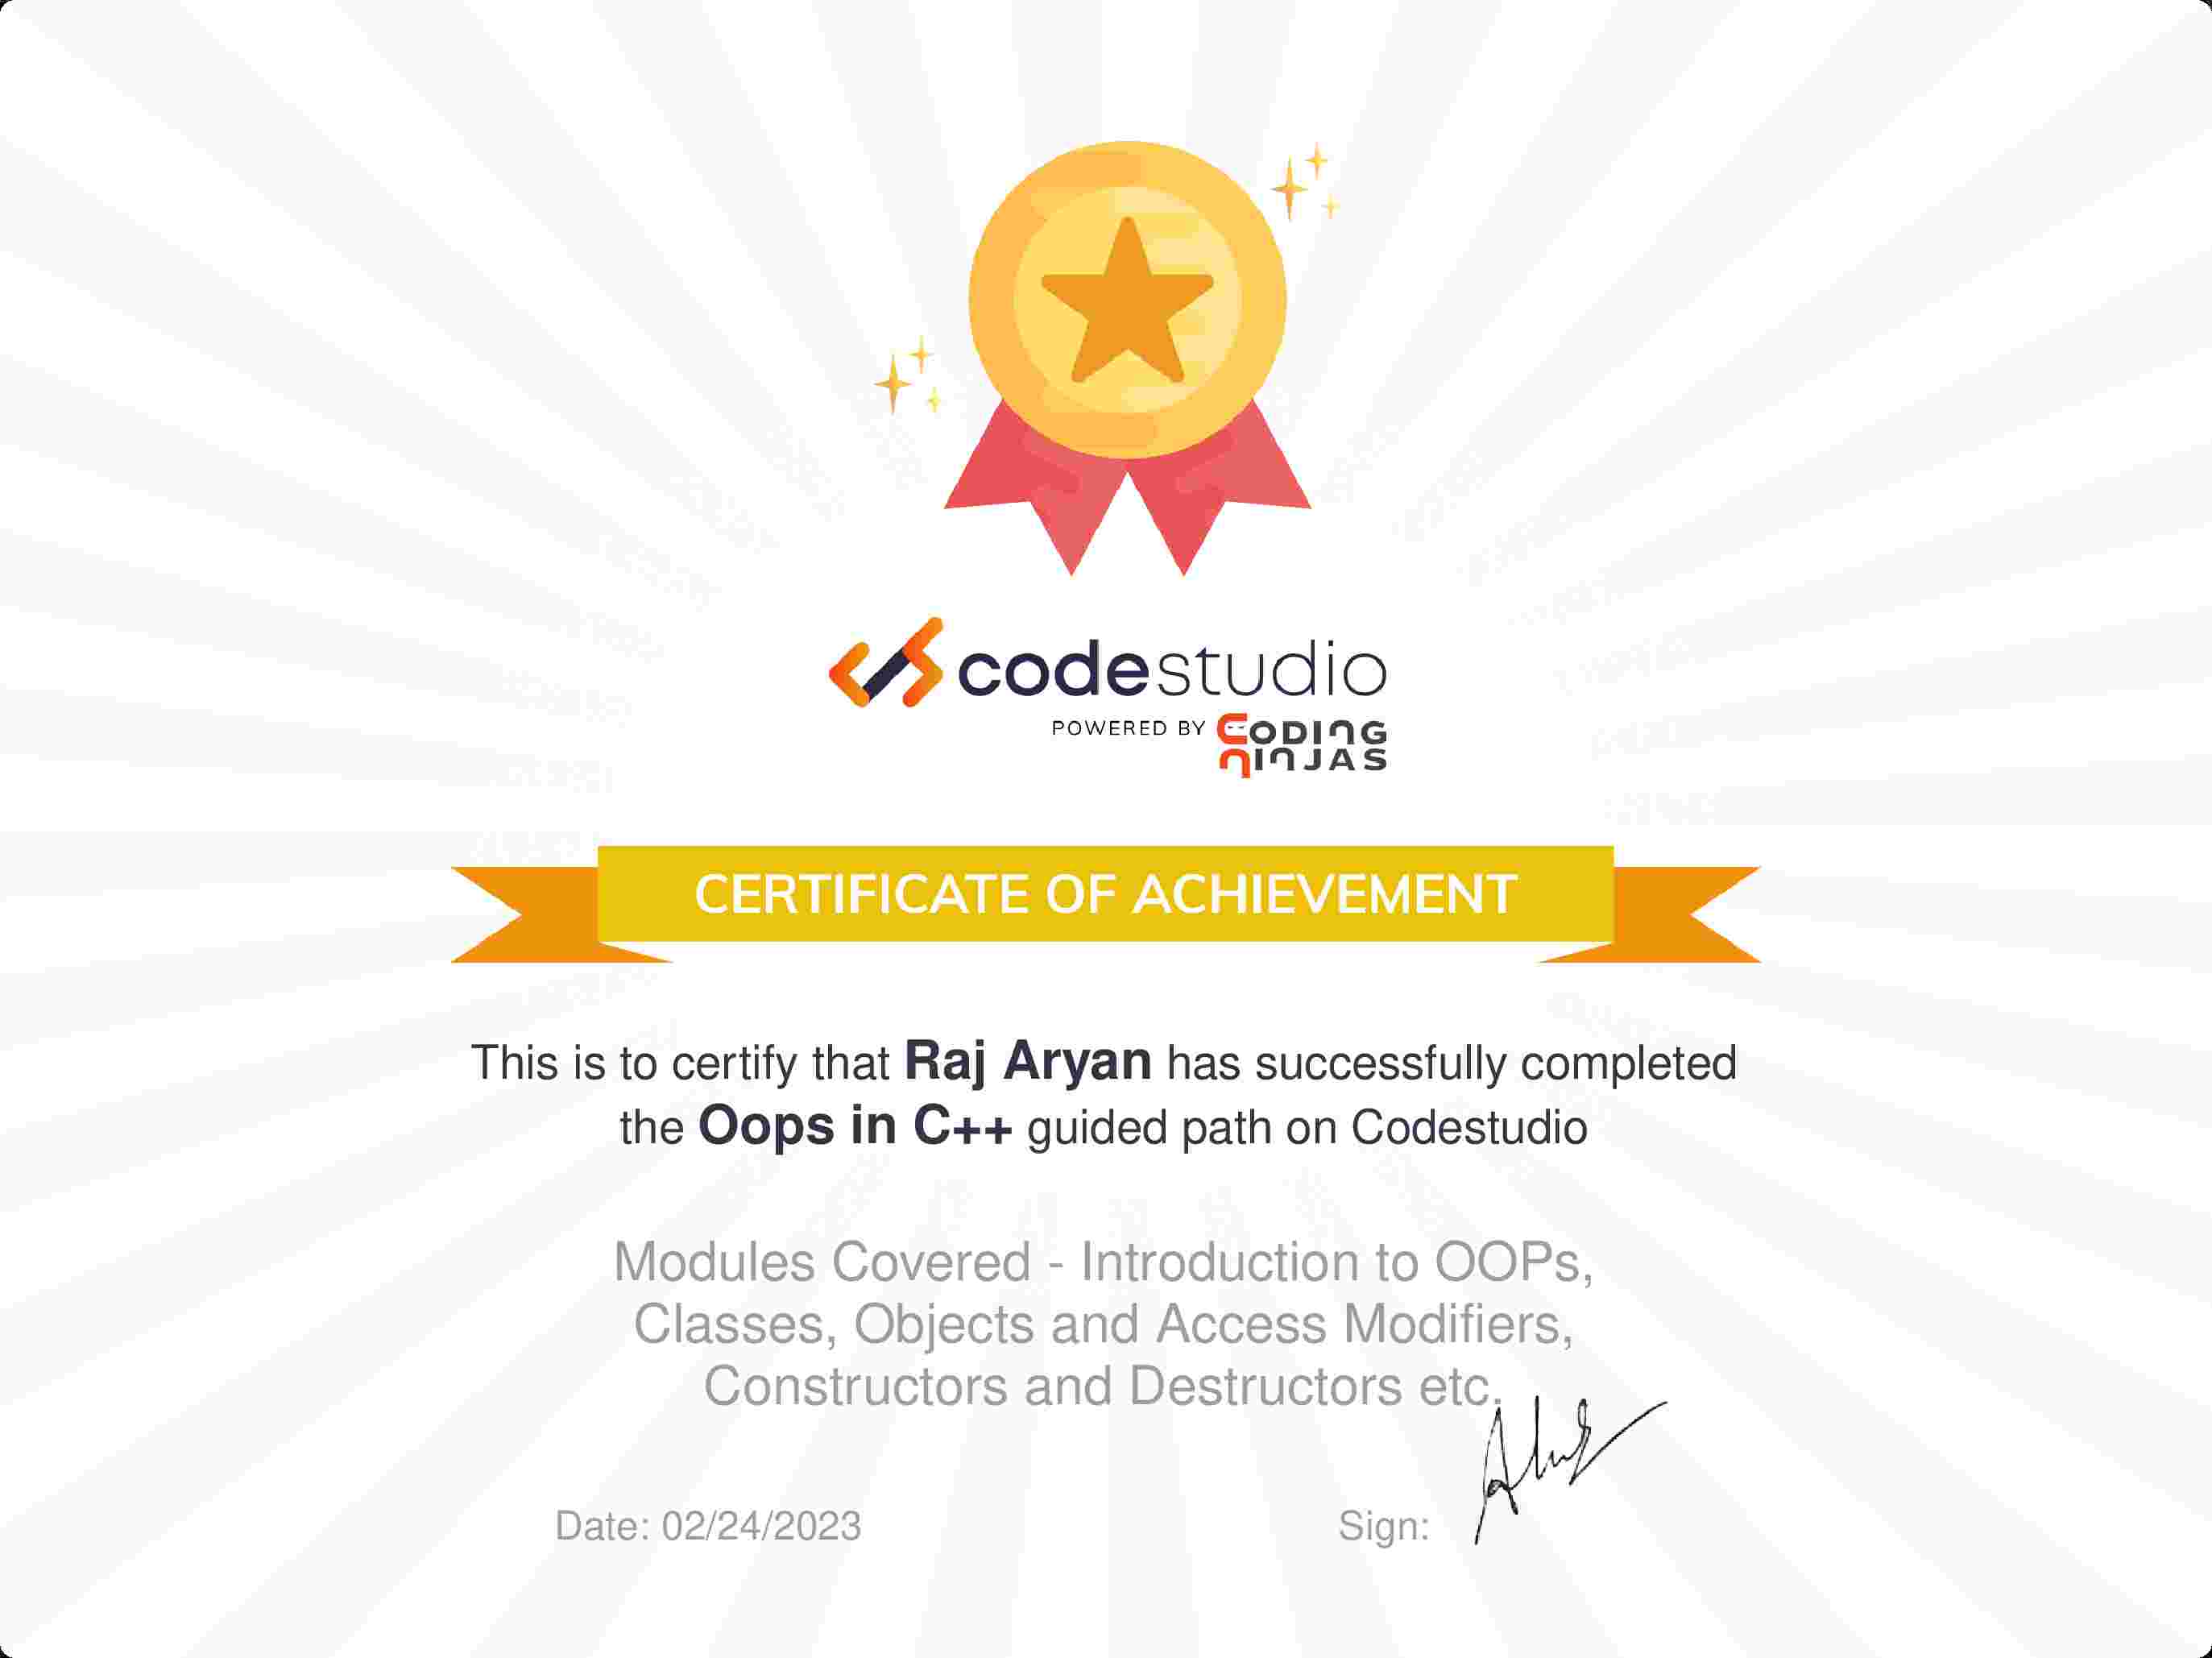 codestudio
POWERED BY CODING NINJAS
CERTIFICATE OF ACHIEVEMENT
This is to certify that Raj Aryan has successfully completed
the Oops in C++ guided path on Codestudio
Modules Covered - Introduction to OOPs,
Classes, Objects and Access Modifiers,
Constructors and Destructors etc.
Date: 02/24/2023
Sign: